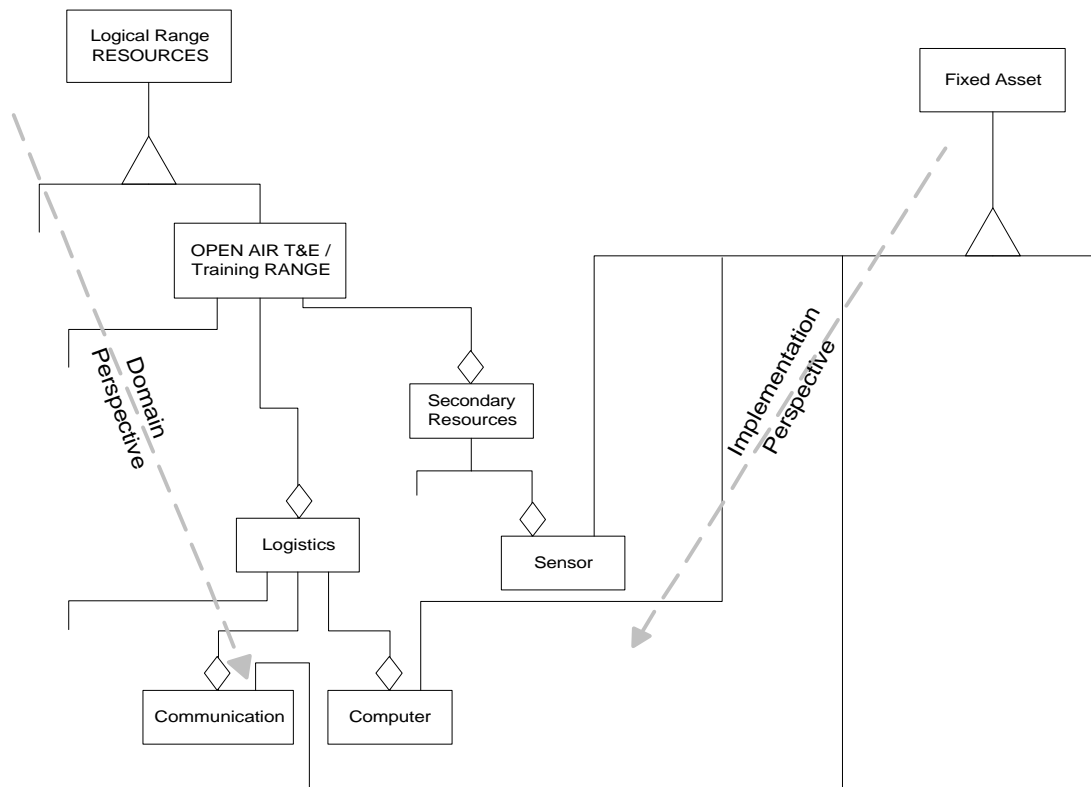 Logical Range
RESOURCES
Fixed Asset
OPEN AIR T&E /
Training RANGE
Domain
Perspective
Implementation
Perspective
Secondary
Resources
Logistics
Sensor
Communication
Computer